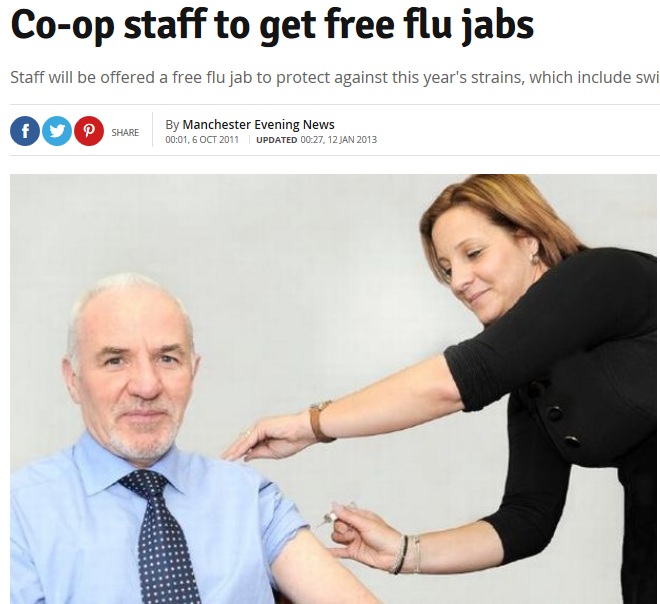 Co-op staff to get free flu jabs
Staff will be offered a free flu jab to protect against this year's strains, which include swi
SHARE
By Manchester Evening News
00:01, 6 OCT 2011 | UPDATED 00:27, 12 JAN 2013